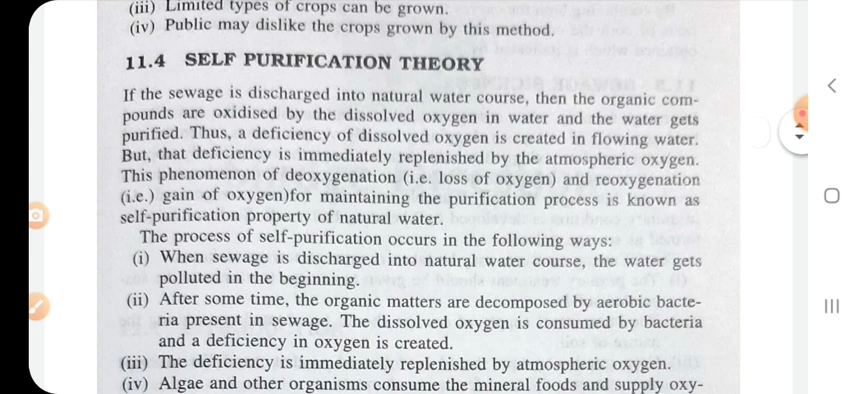 (iii) Limited types of crops can be grown.
(iv) Public may dislike the crops grown by this method.
11.4 SELF PURIFICATION THEORY
If the sewage is discharged into natural water course, then the organic com-
pounds are oxidised by the dissolved oxygen in water and the water gets
purified. Thus, a deficiency of dissolved oxygen is created in flowing water.
But, that deficiency is immediately replenished by the atmospheric oxygen.
This phenomenon of deoxygenation (i.e. loss of oxygen) and reoxygenation
(i.e.) gain of oxygen)for maintaining the purification process is known as
self-purification property of natural water.
The process of self-purification occurs in the following ways:
(i) When sewage is discharged into natural water course, the water gets
polluted in the beginning.
(ii) After some time, the organic matters are decomposed by aerobic bacte-
ria present in sewage. The dissolved oxygen is consumed by bacteria
and a deficiency in oxygen is created.
(iii) The deficiency is immediately replenished by atmospheric oxygen.
(iv) Algae and other organisms consume the mineral foods and supply oxy-